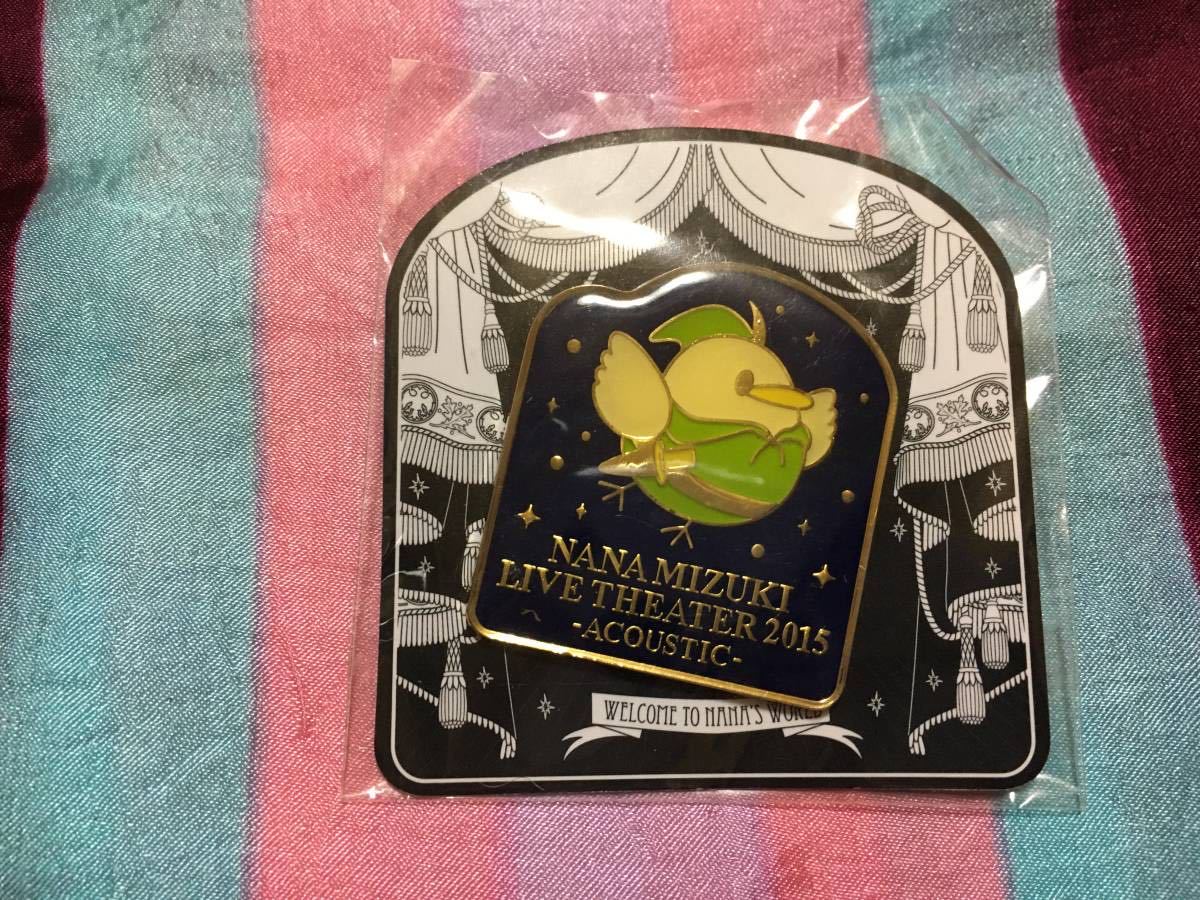 NANA MIZUKI
LIVE THEATER 2015
-ACOUSTIC-
WELCOME TO NANA'S WORLD